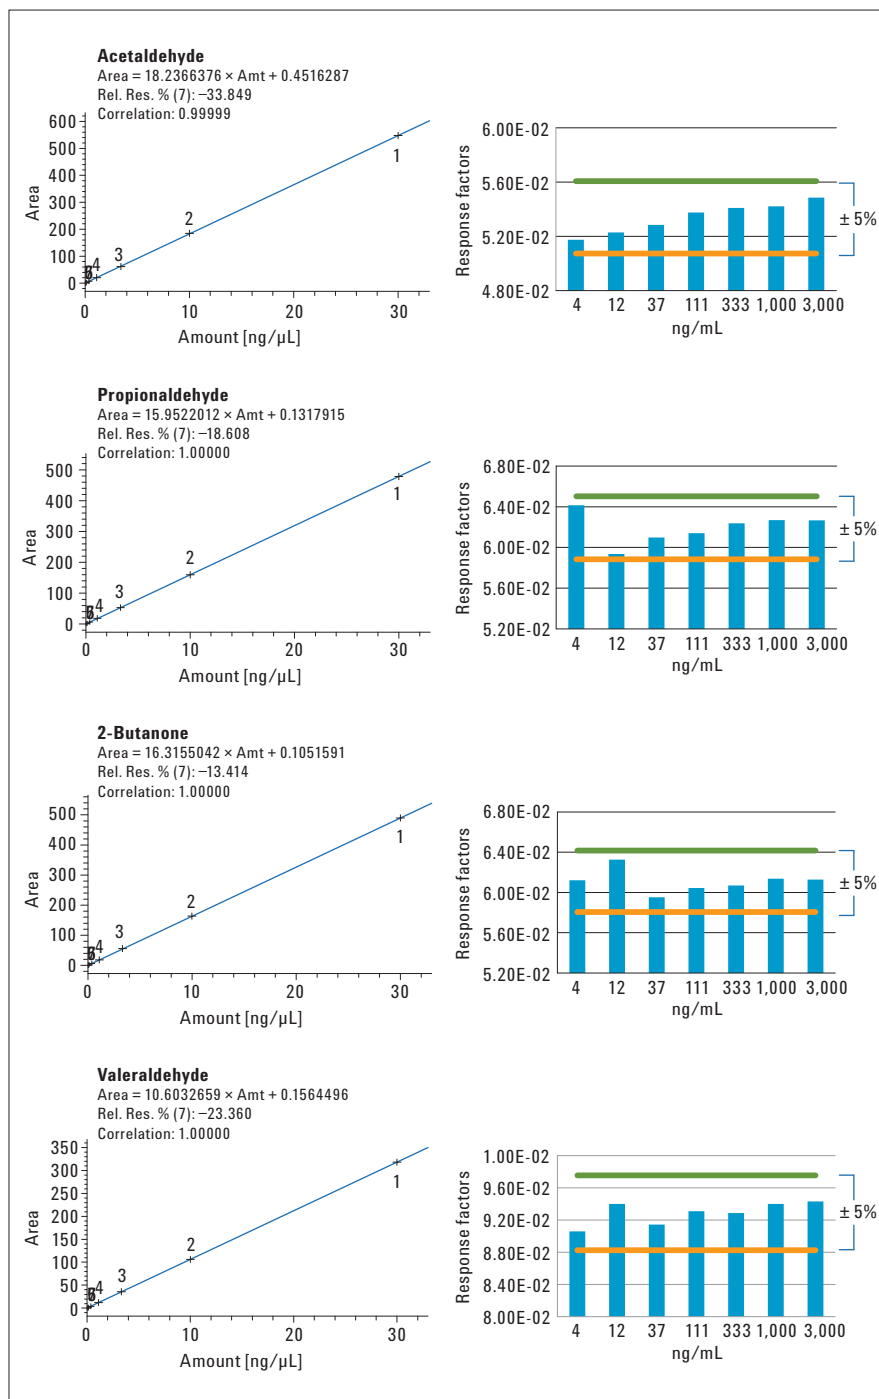 Acetaldehyde
Area = 18.2366376 × Amt + 0.4516287
Rel. Res. % (7): −33.849
Correlation: 0.99999
600
500
400
300
200
100
0
Area
1
2
3
4
0
10
20
30
Amount [ng/µL]
6.00E-02
5.60E-02
5.20E-02
4.80E-02
Response factors
± 5%
4 12 37 111 333 1,000 3,000
ng/mL
Propionaldehyde
Area = 15.9522012 × Amt + 0.1317915
Rel. Res. % (7): −18.608
Correlation: 1.00000
500
400
300
200
100
0
Area
1
2
3
4
0
10
20
30
Amount [ng/µL]
6.80E-02
6.40E-02
6.00E-02
5.60E-02
5.20E-02
Response factors
± 5%
4 12 37 111 333 1,000 3,000
ng/mL
2-Butanone
Area = 16.3155042 × Amt + 0.1051591
Rel. Res. % (7): −13.414
Correlation: 1.00000
500
400
300
200
100
0
Area
1
2
3
4
0
10
20
30
Amount [ng/µL]
6.80E-02
6.40E-02
6.00E-02
5.60E-02
5.20E-02
Response factors
± 5%
4 12 37 111 333 1,000 3,000
ng/mL
Valeraldehyde
Area = 10.6032659 × Amt + 0.1564496
Rel. Res. % (7): −23.360
Correlation: 1.00000
350
300
250
200
150
100
50
0
Area
1
2
3
4
0
10
20
30
Amount [ng/µL]
1.00E-02
9.60E-02
9.20E-02
8.80E-02
8.40E-02
8.00E-02
Response factors
± 5%
4 12 37 111 333 1,000 3,000
ng/mL